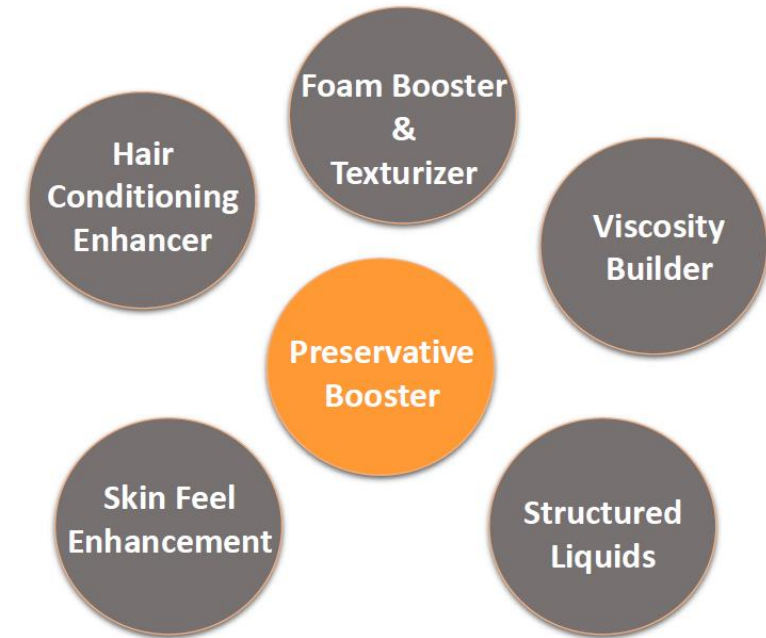 Foam Booster
&
Texturizer
Hair
Conditioning
Enhancer
Viscosity
Builder
Preservative
Booster
Skin Feel
Enhancement
Structured
Liquids